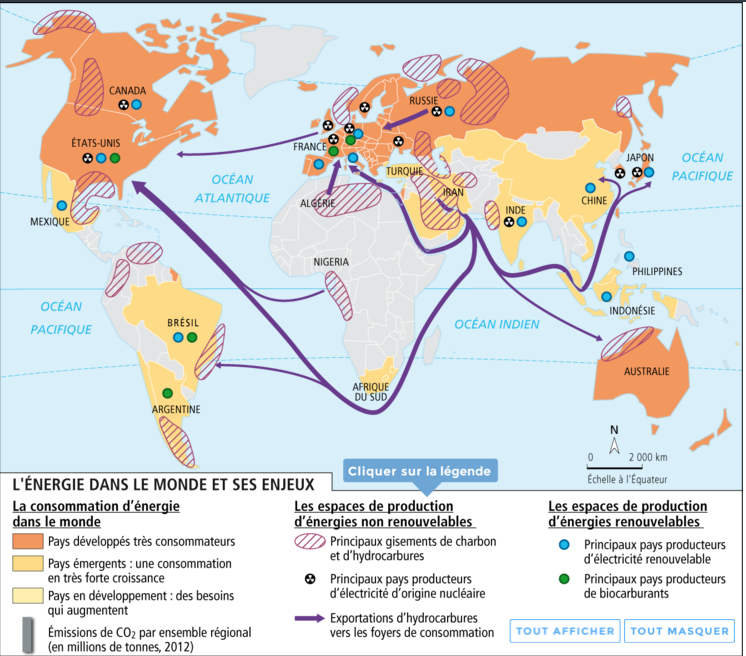 CANADA
RUSSIE
ÉTATS-UNIS
FRANCE
JAPON
OCÉAN
PACIFIQUE
OCÉAN
ATLANTIQUE
TURQUIE
IRAN
ALGÉRIE
CHINE
INDE
MEXIQUE
NIGERIA
PHILIPPINES
OCÉAN
PACIFIQUE
BRÉSIL
OCÉAN INDIEN
INDONÉSIE
AUSTRALIE
AFRIQUE
DU SUD
ARGENTINE
N
0 2 000 km
Échelle à l'Équateur
Cliquer sur la légende
L'ÉNERGIE DANS LE MONDE ET SES ENJEUX
La consommation d'énergie
dans le monde
Pays développés très consommateurs
Pays émergents : une consommation
en très forte croissance
Pays en développement : des besoins
qui augmentent
Émissions de CO2 par ensemble régional
(en millions de tonnes, 2012)
Les espaces de production
d'énergies non renouvelables
Principaux gisements de charbon
et d'hydrocarbures
Principaux pays producteurs
d'électricité d'origine nucléaire
Exportations d'hydrocarbures
vers les foyers de consommation
Les espaces de production
d'énergies renouvelables
Principaux pays producteurs
d'électricité renouvelable
Principaux pays producteurs
de biocarburants
TOUT AFFICHER
TOUT MASQUER